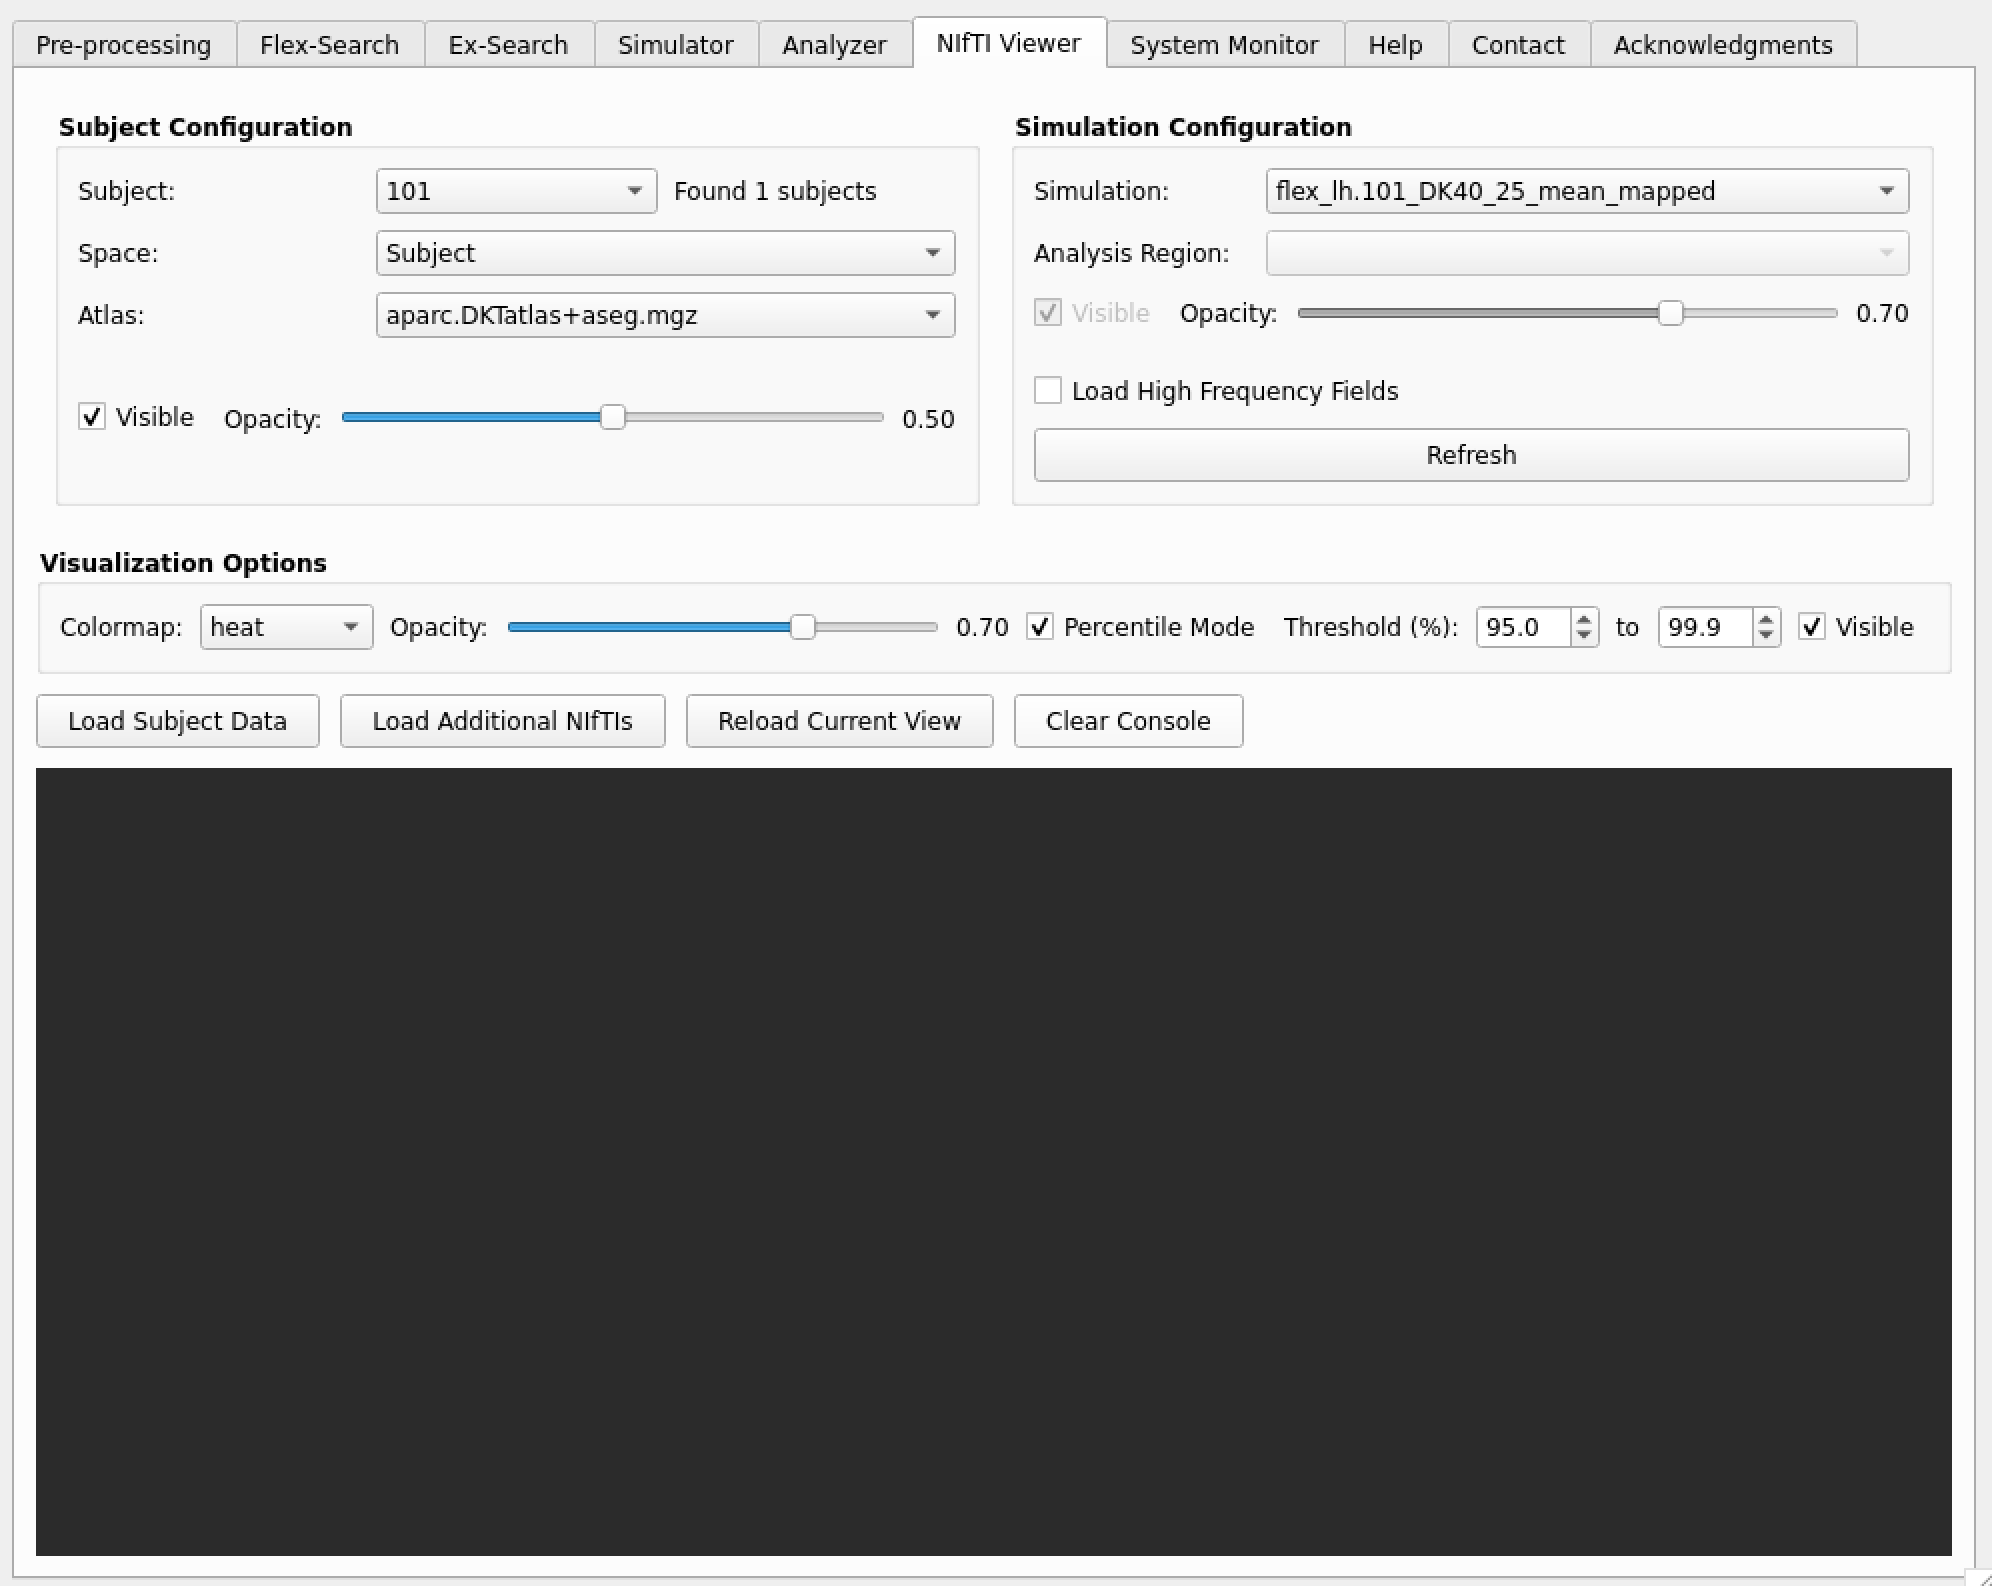 Pre-processing Flex-Search Ex-Search Simulator Analyzer NIfTI Viewer System Monitor Help Contact Acknowledgments
Subject Configuration
Subject: 101 Found 1 subjects
Space: Subject
Atlas: aparc.DKTatlas+aseg.mgz
Visible Opacity: 0.50
Simulation Configuration
Simulation: flex_lh.101_DK40_25_mean_mapped
Analysis Region:
Visible Opacity: 0.70
Load High Frequency Fields
Refresh
Visualization Options
Colormap: heat Opacity: 0.70 Percentile Mode Threshold (%): 95.0 to 99.9 Visible
Load Subject Data Load Additional NIfTIs Reload Current View Clear Console